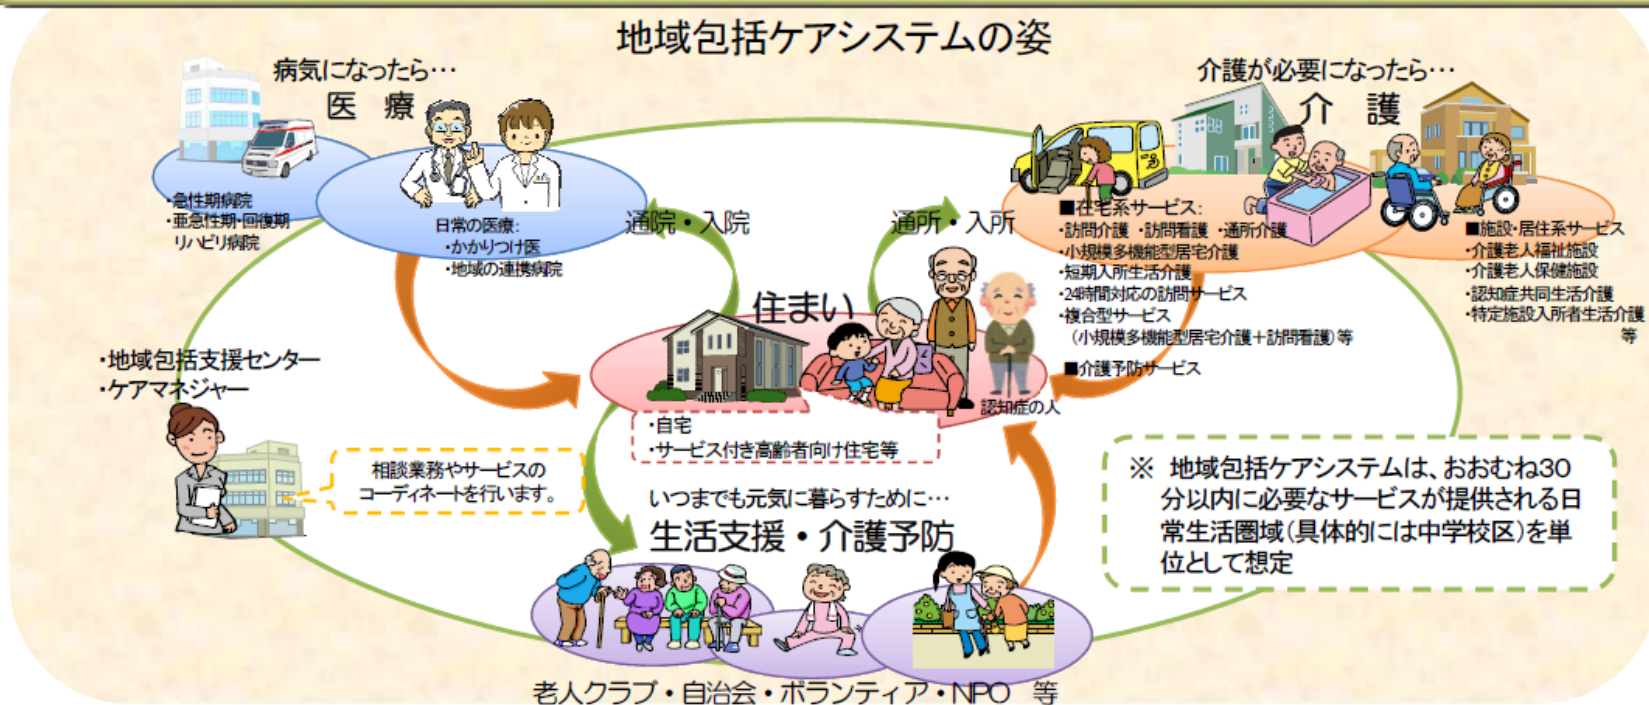 地域包括ケアシステムの姿
病気になったら…
医 療
・急性期病院
・亜急性期・回復期
リハビリ病院
日常の医療：
・かかりつけ医
・地域の連携病院
通院・入院
通所・入所
介護が必要になったら…
介 護
■在宅系サービス：
・訪問介護 ・訪問看護 ・通所介護
・小規模多機能型居宅介護
・短期入所生活介護
・24時間対応の訪問サービス
・複合型サービス
（小規模多機能型居宅介護＋訪問看護）等
■介護予防サービス
■施設・居住系サービス
・介護老人福祉施設
・介護老人保健施設
・認知症共同生活介護
・特定施設入所者生活介護
等
住まい
認知症の人
・自宅
・サービス付き高齢者向け住宅等
・地域包括支援センター
・ケアマネジャー
相談業務やサービスの
コーディネートを行います。
いつまでも元気に暮らすために…
生活支援・介護予防
老人クラブ・自治会・ボランティア・NPO 等
※ 地域包括ケアシステムは、おおむね30
分以内に必要なサービスが提供される日
常生活圏域（具体的には中学校区）を単
位として想定